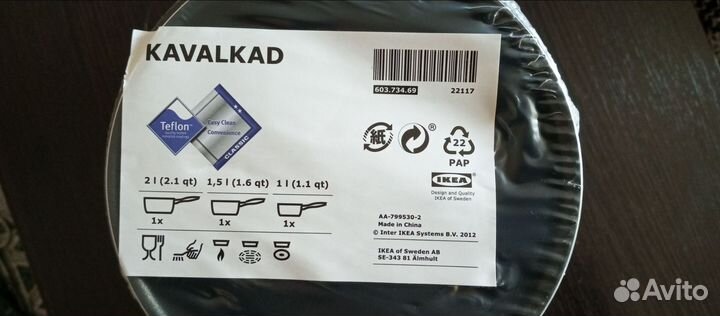 KAVALKAD
603.734.69 22117
Teflon™
Easy Clean
Convenience
CLASSIC
紙
®
22
PAP
IKEA
®
Design and Quality
IKEA of Sweden
2 l (2.1 qt) 1,5 l (1.6 qt) 1 l (1.1 qt)
1x 1x 1x
AA-799530-2
Made in China
© Inter IKEA Systems B.V. 2012
IKEA of Sweden AB
SE-343 81 Älmhult
Avito